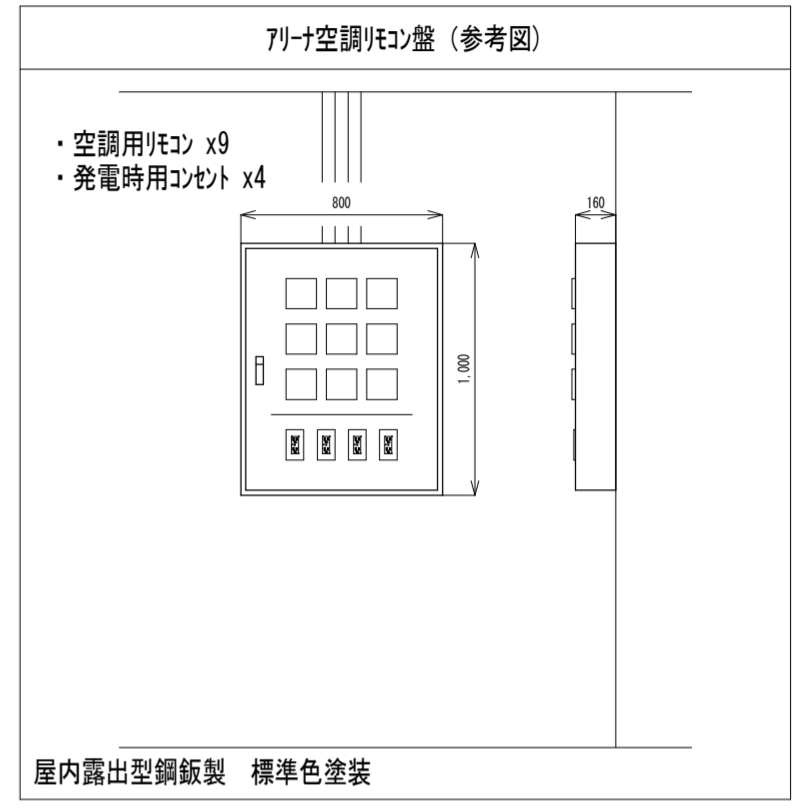 アリーナ空調リモコン盤（参考図）
・空調用リモコン x9
・発電時用コンセント x4
800
160
1,000
屋内露出型鋼鈑製　標準色塗装